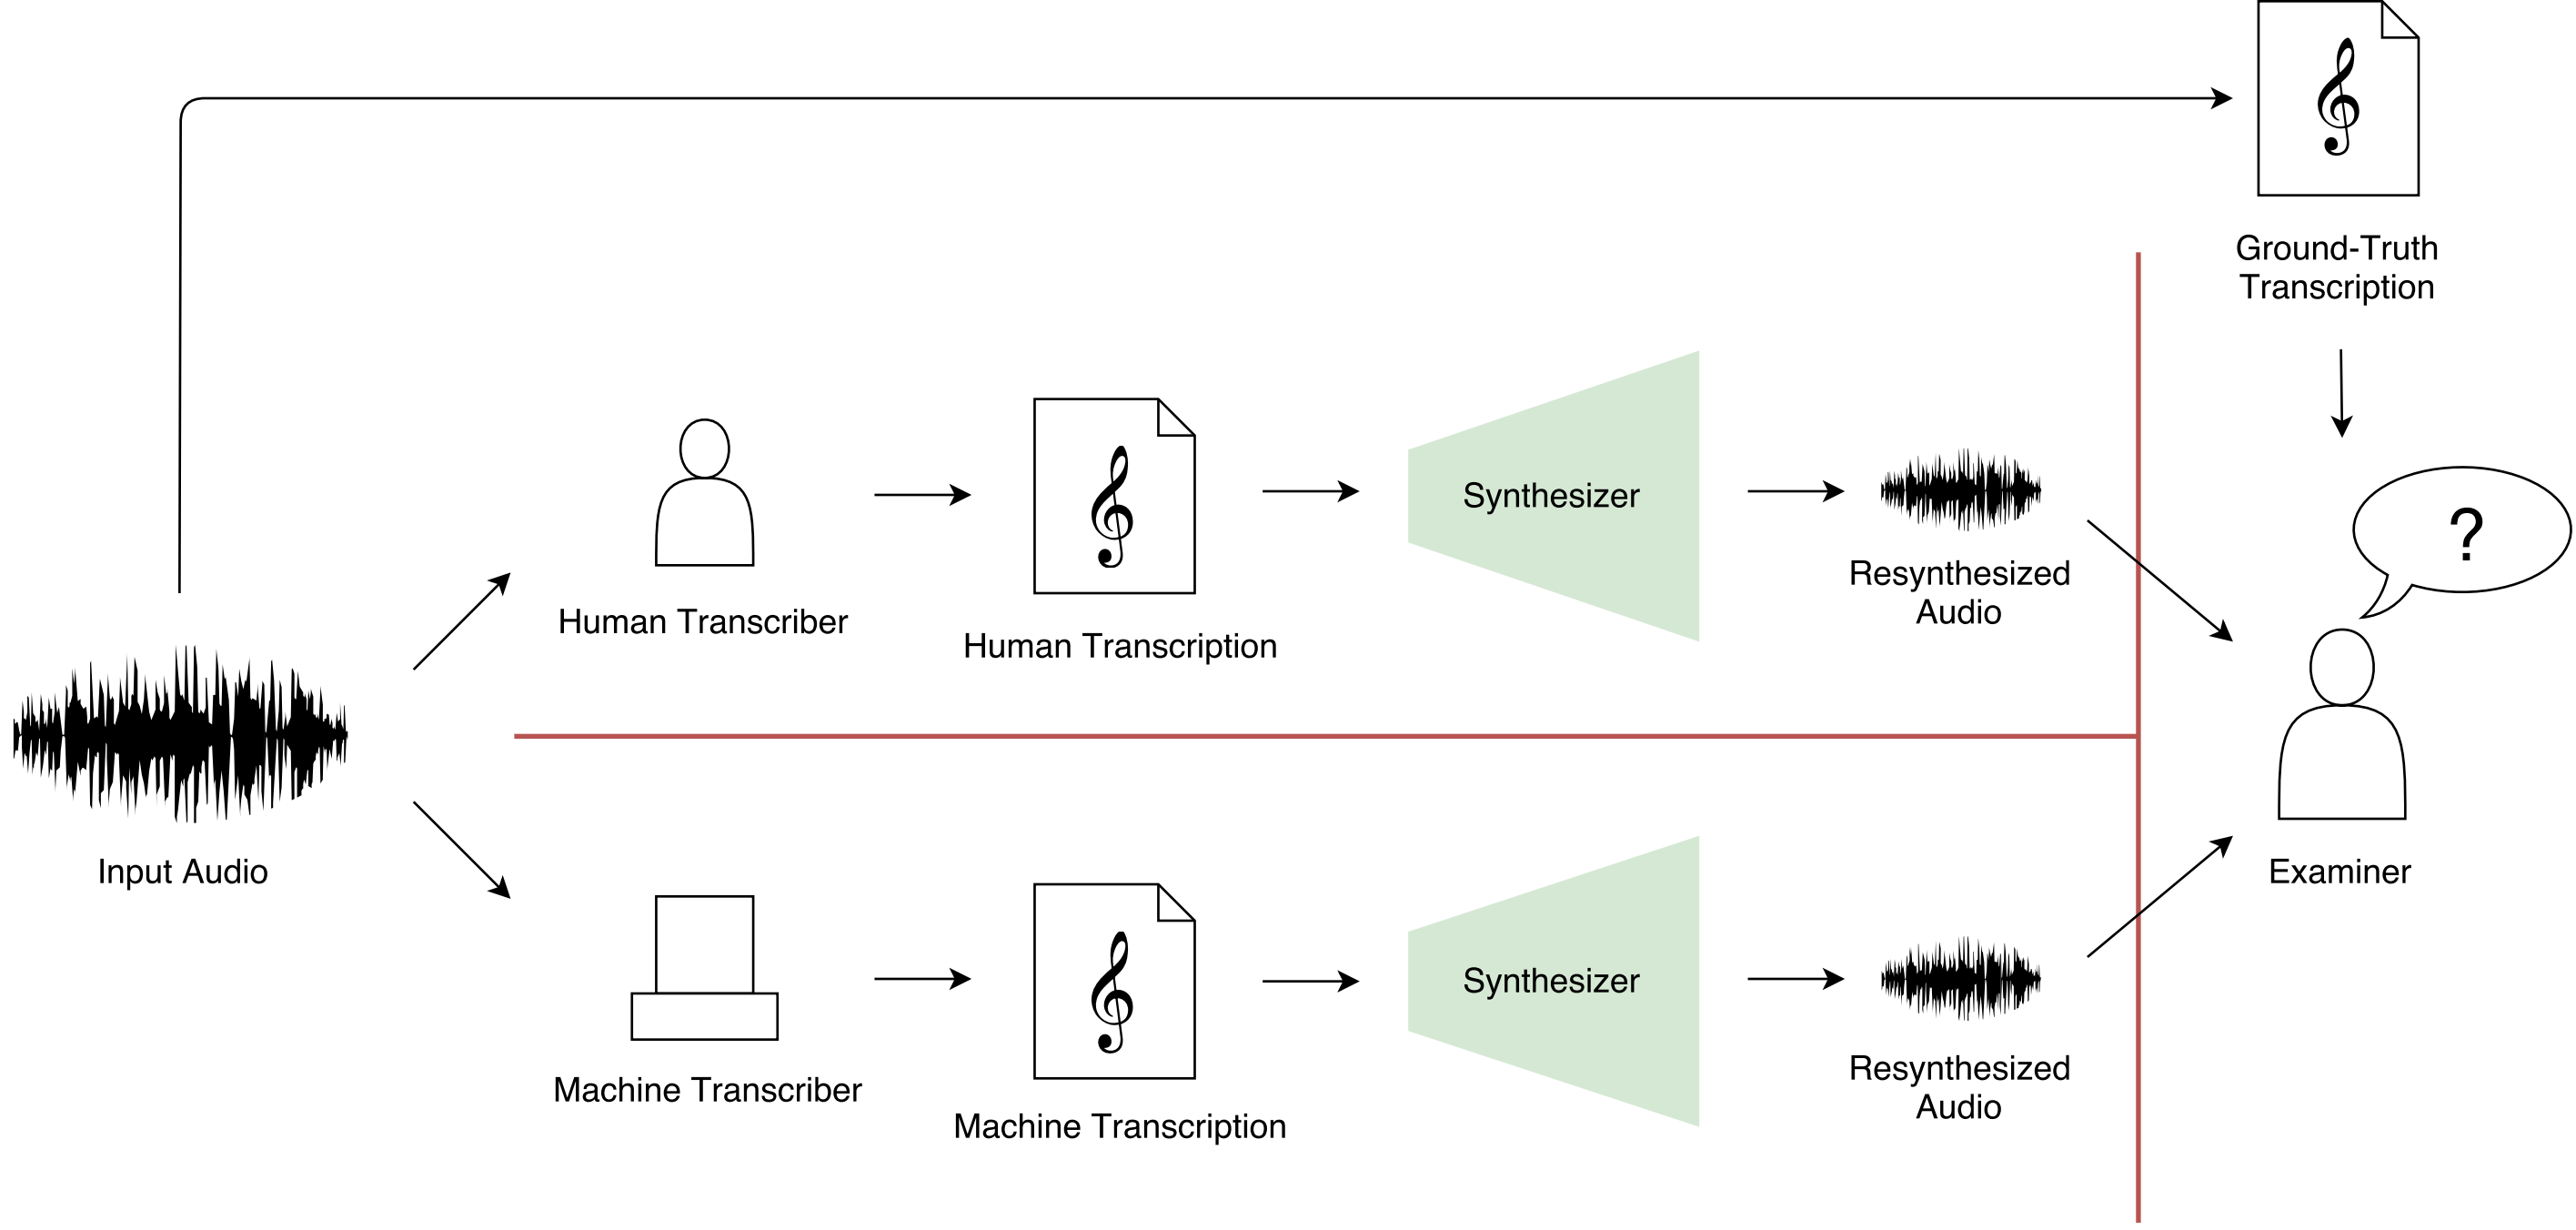 Ground-Truth
Transcription
Human Transcriber
Human Transcription
Synthesizer
Resynthesized
Audio
?
Input Audio
Examiner
Machine Transcriber
Machine Transcription
Synthesizer
Resynthesized
Audio